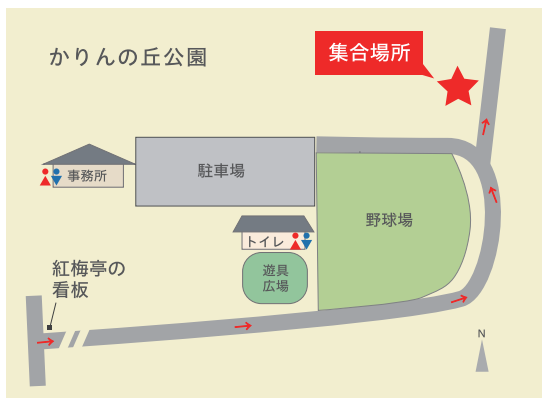 かりんの丘公園
集合場所
駐車場
事務所
野球場
トイレ
遊具
広場
紅梅亭の
看板
N